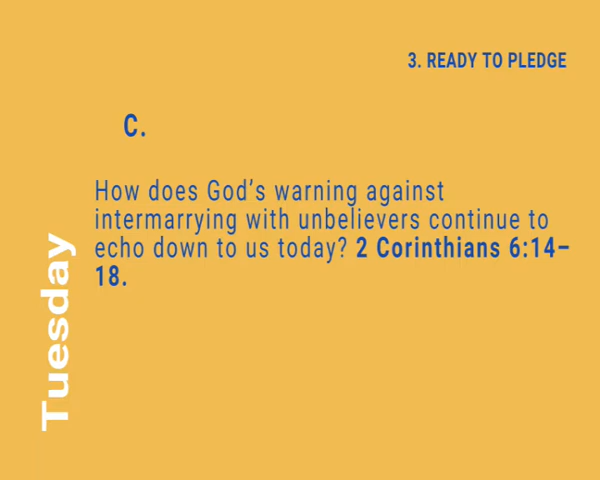 3. READY TO PLEDGE
C.
How does God’s warning against
intermarrying with unbelievers continue to
echo down to us today? 2 Corinthians 6:14–
18.
Tuesday